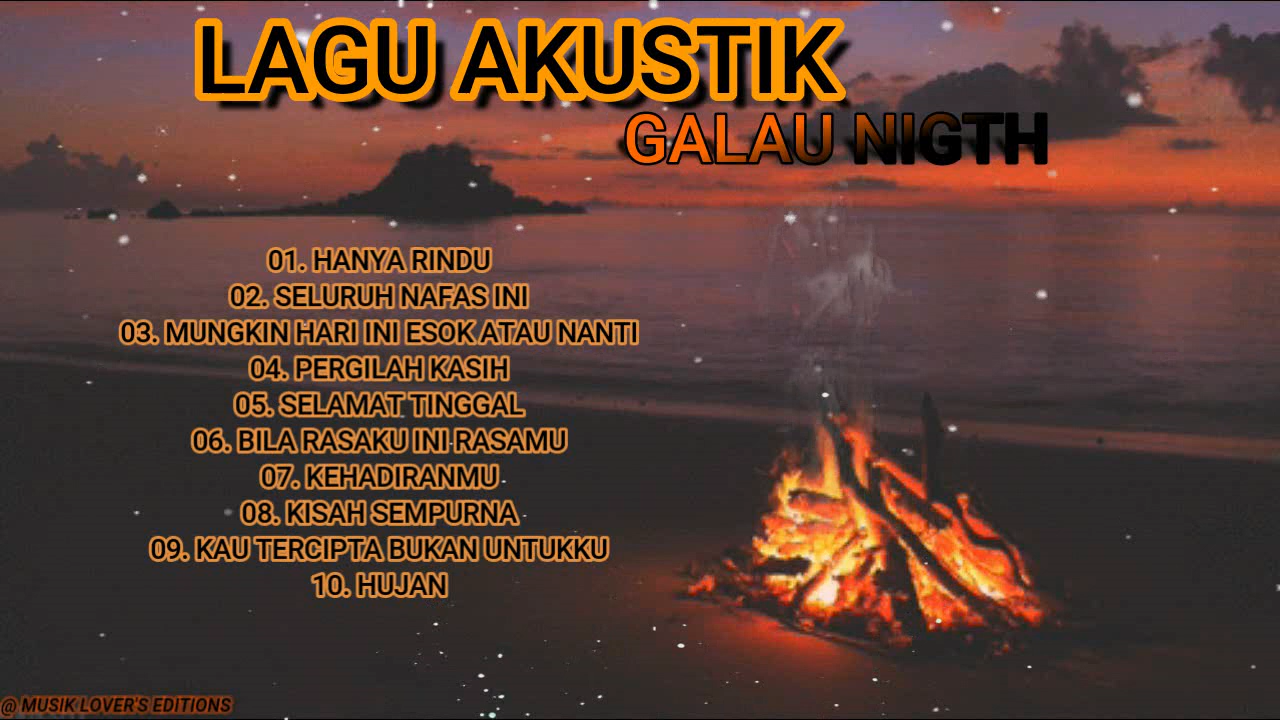 LAGU AKUSTIK
GALAU NIGTH
01. HANYA RINDU
02. SELURUH NAFAS INI
03. MUNGKIN HARI INI ESOK ATAU NANTI
04. PERGILAH KASIH
05. SELAMAT TINGGAL
06. BILA RASAKU INI RASAMU
07. KEHADIRANMU
08. KISAH SEMPURNA
09. KAU TERCIPTA BUKAN UNTUKKU
10. HUJAN
@ MUSIK LOVER'S EDITIONS